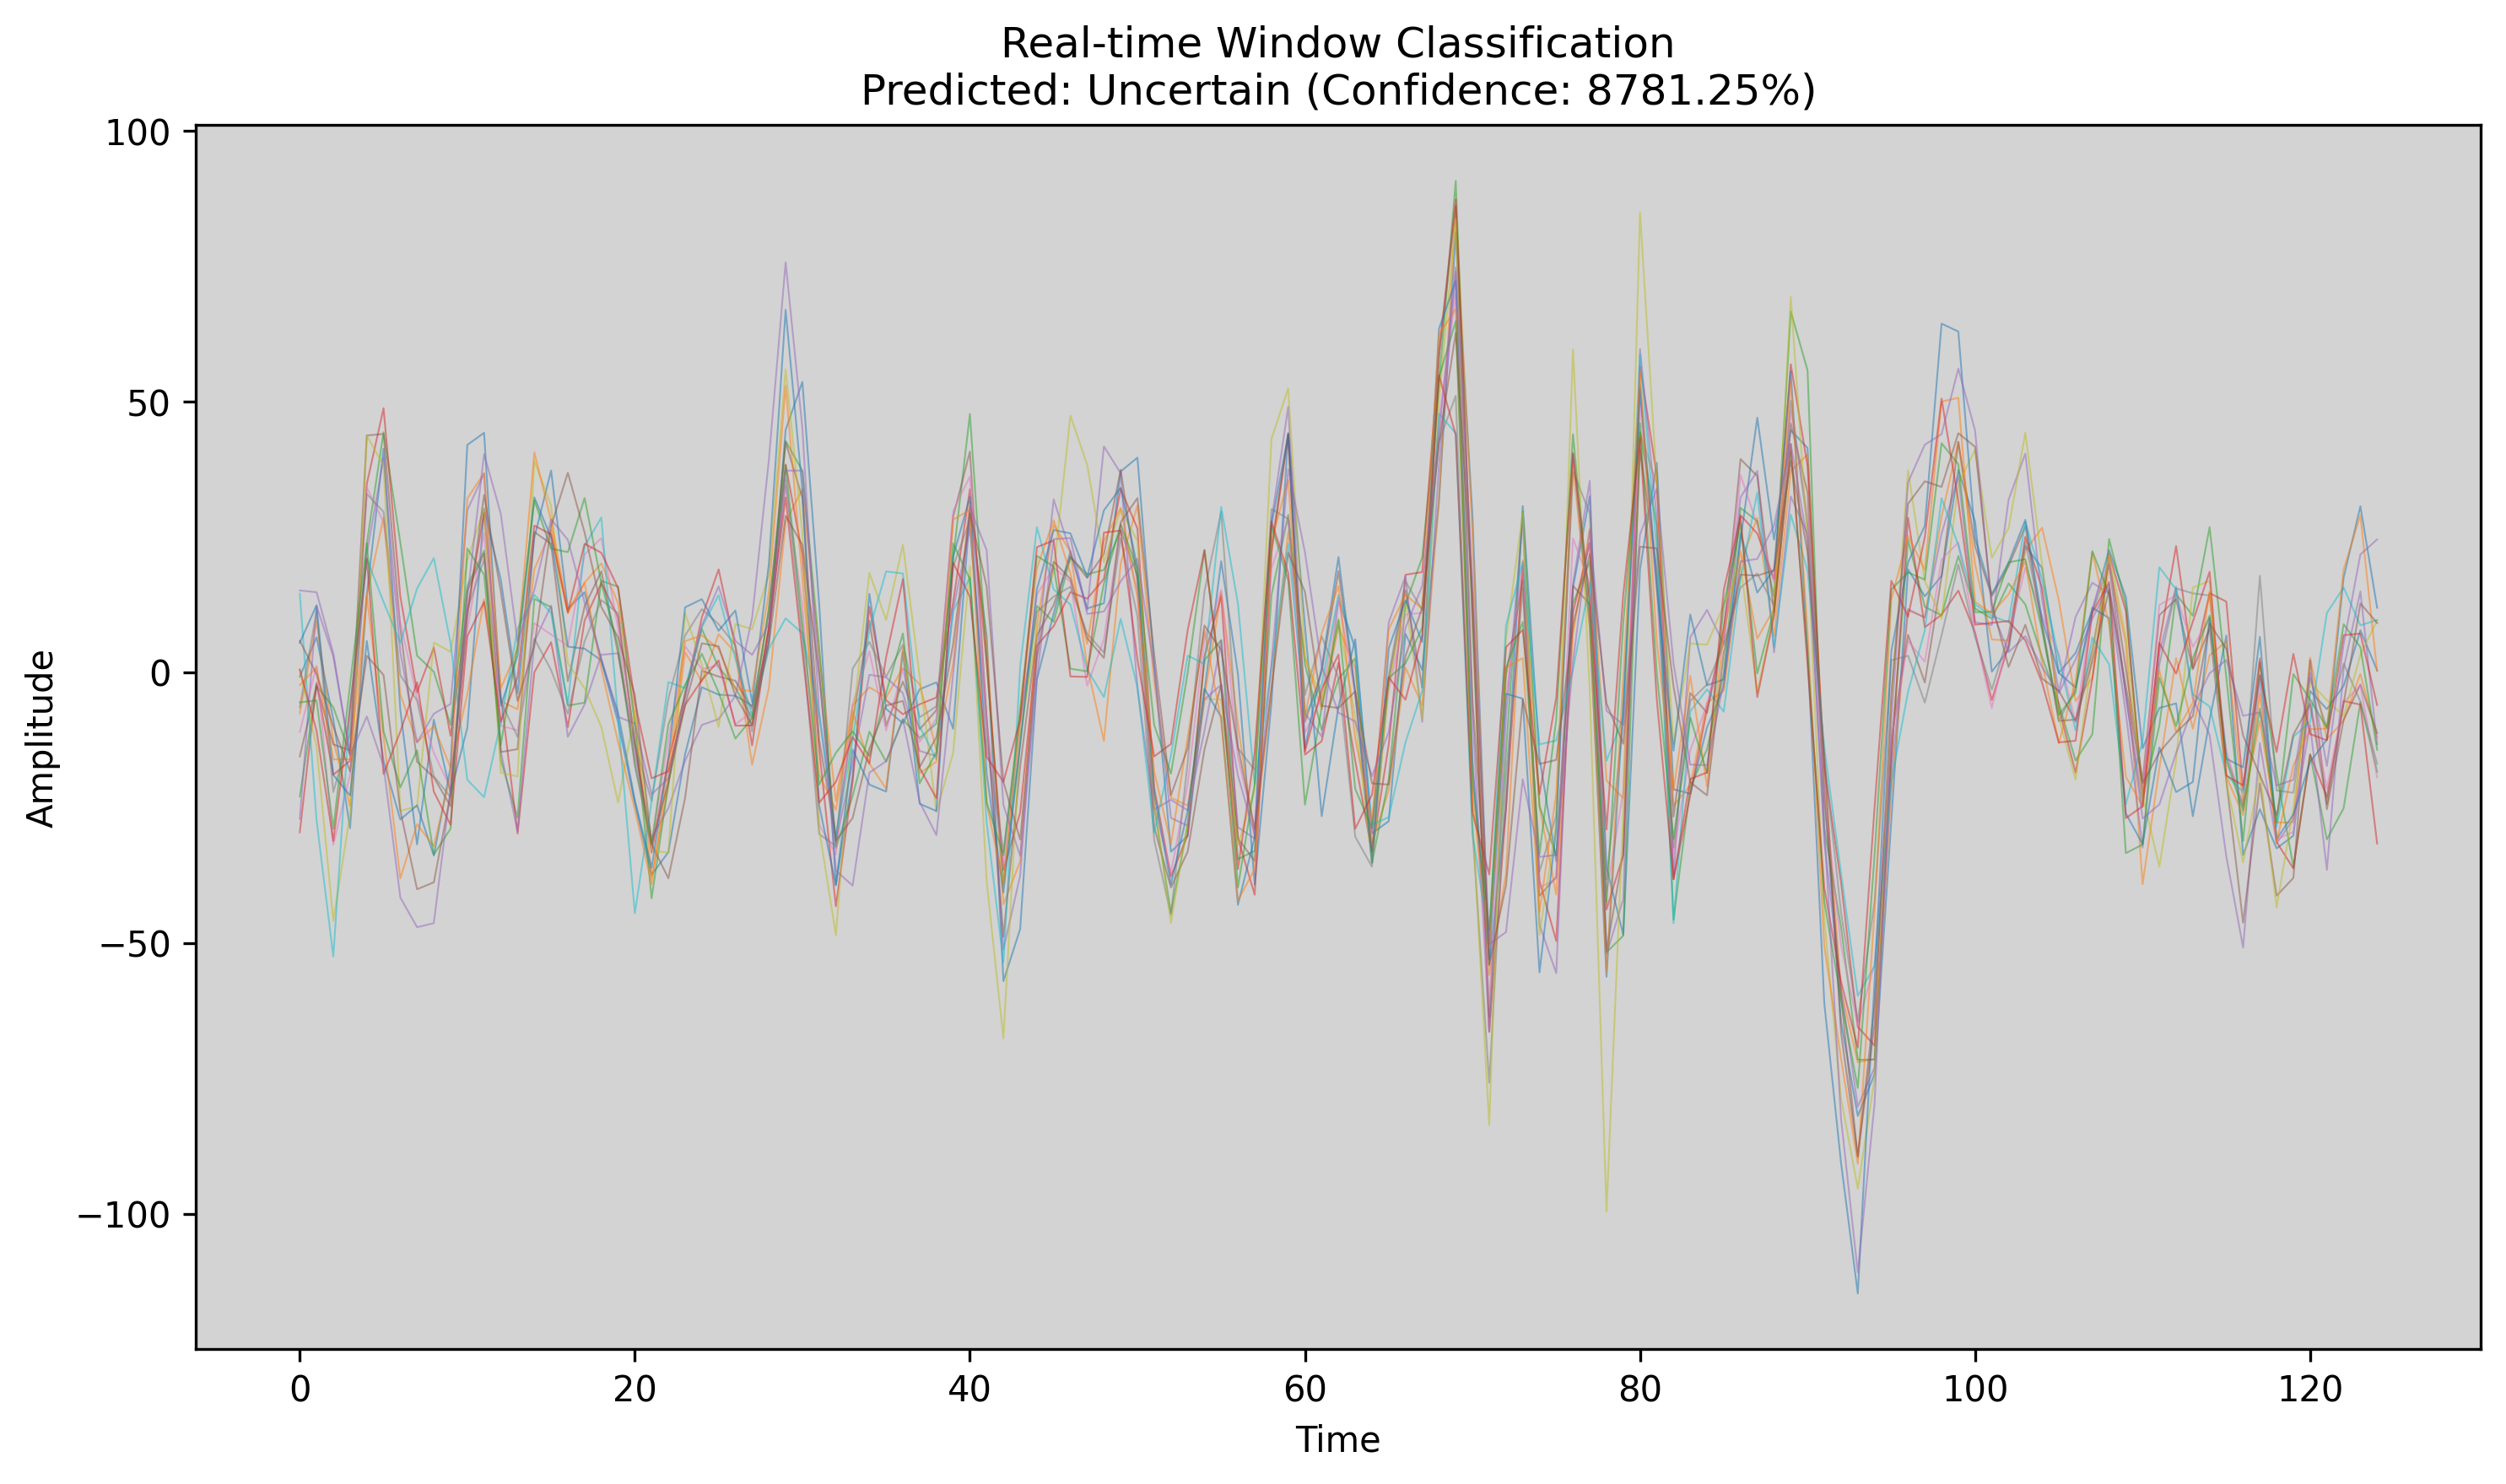 Real-time Window Classification
Predicted: Uncertain (Confidence: 8781.25%)
100
50
0
−50
−100
Amplitude
0 20 40 60 80 100 120
Time